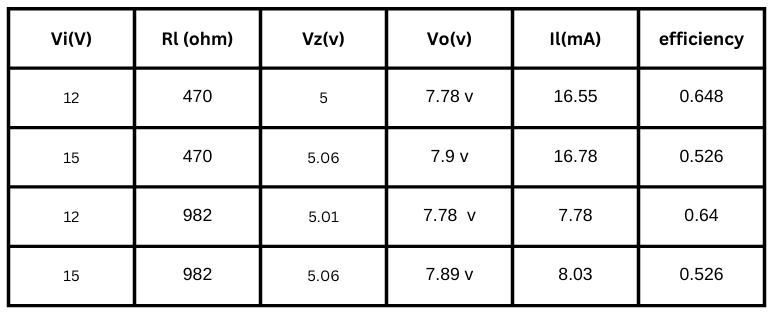 Vi(V) Rl (ohm) Vz(v) Vo(v) Il(mA) efficiency
12 470 5 7.78 v 16.55 0.648
15 470 5.06 7.9 v 16.78 0.526
12 982 5.01 7.78 v 7.78 0.64
15 982 5.06 7.89 v 8.03 0.526